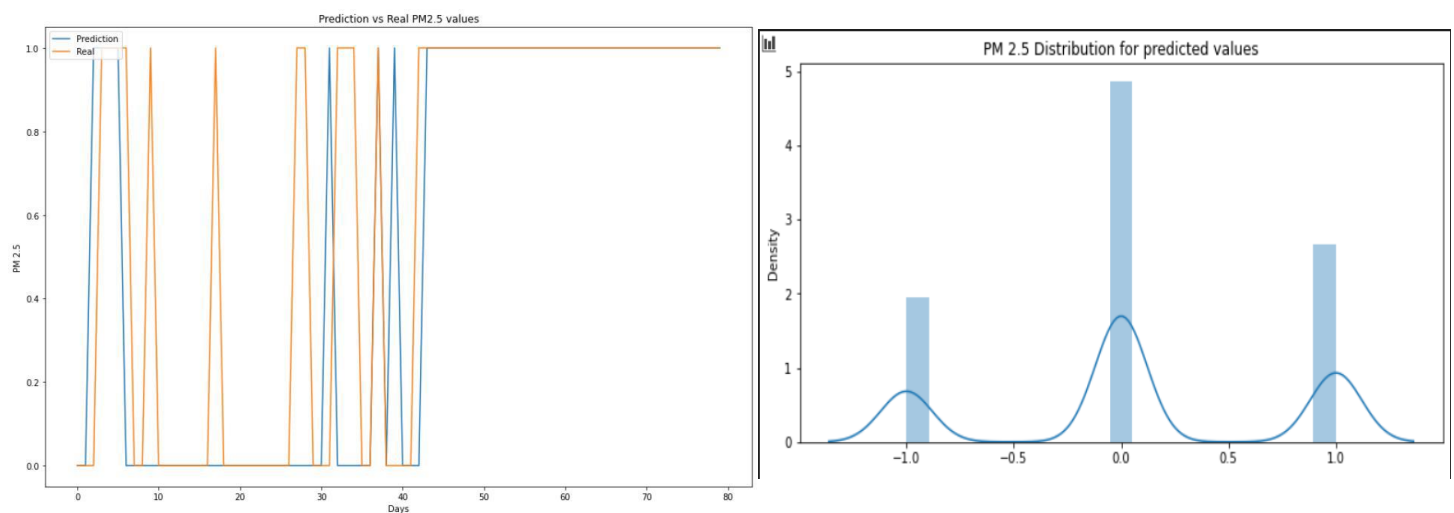 Prediction vs Real PM2.5 values
Prediction
Real
1.0
0.8
0.6
0.4
0.2
0.0
PM 2.5
0 10 20 30 40 50 60 70 80
Days
PM 2.5 Distribution for predicted values
5
4
3
2
1
0
Density
−1.0 −0.5 0.0 0.5 1.0